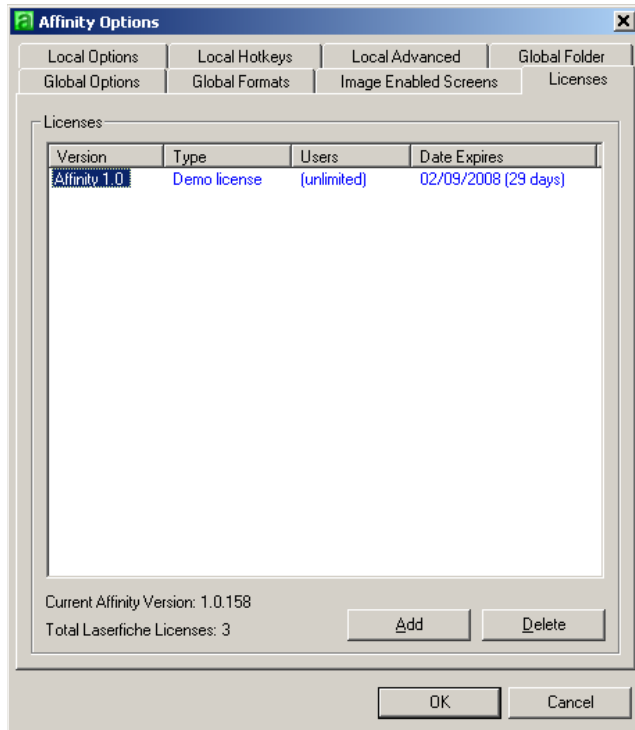 Affinity Options
Local Options Local Hotkeys Local Advanced Global Folder
Global Options Global Formats Image Enabled Screens Licenses
Licenses
Version Type Users Date Expires
Affinity 1.0 Demo license (unlimited) 02/09/2008 (29 days)
Current Affinity Version: 1.0.158
Total Laserfiche Licenses: 3
Add Delete
OK Cancel